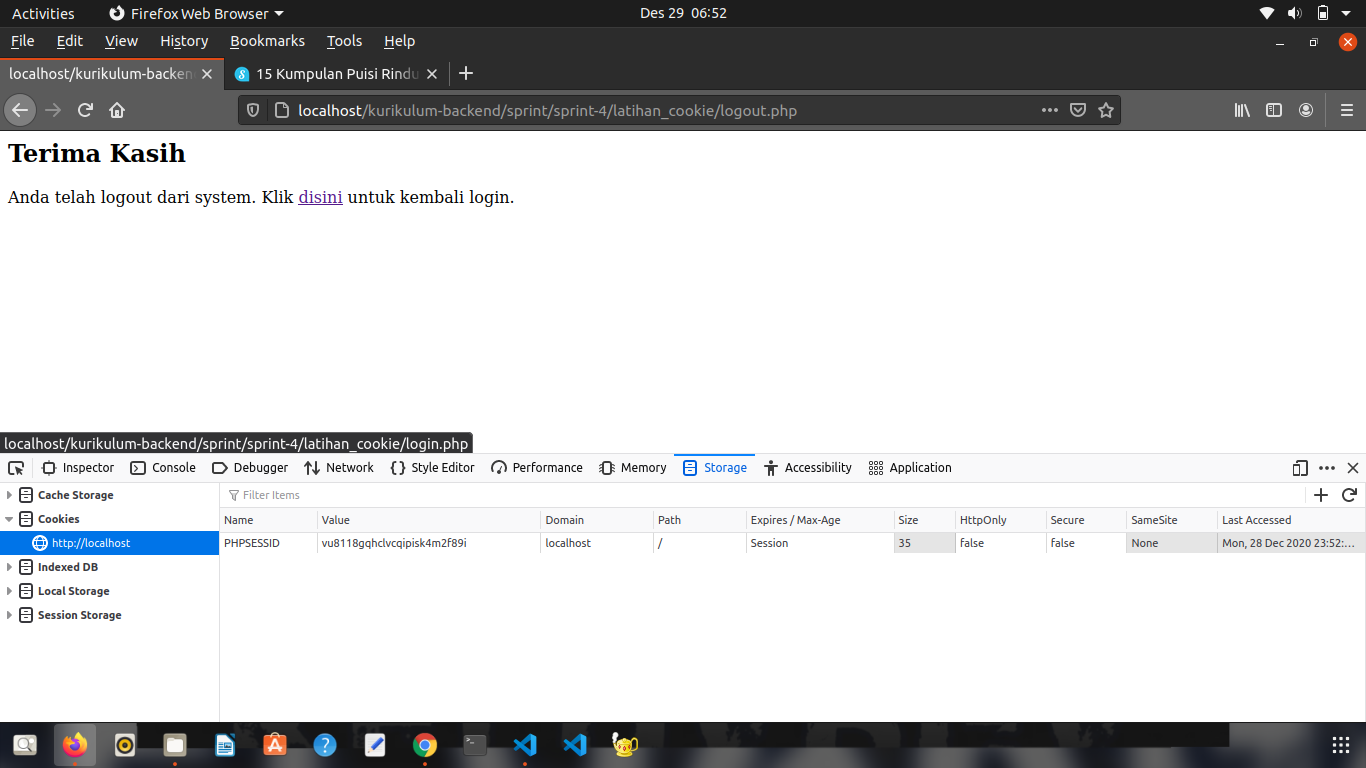 Activities Firefox Web Browser Des 29 06:52
File Edit View History Bookmarks Tools Help
localhost/kurikulum-backen 15 Kumpulan Puisi Rindu
localhost/kurikulum-backend/sprint/sprint-4/latihan_cookie/logout.php
Terima Kasih
Anda telah logout dari system. Klik disini untuk kembali login.
localhost/kurikulum-backend/sprint/sprint-4/latihan_cookie/login.php
Inspector Console Debugger Network Style Editor Performance Memory Storage Accessibility Application
Cache Storage Filter Items
Cookies Name Value Domain Path Expires / Max-Age Size HttpOnly Secure SameSite Last Accessed
http://localhost PHPSESSID vu8118gqhclvcqipisk4m2f89i localhost / Session 35 false false None Mon, 28 Dec 2020 23:52:...
Indexed DB
Local Storage
Session Storage